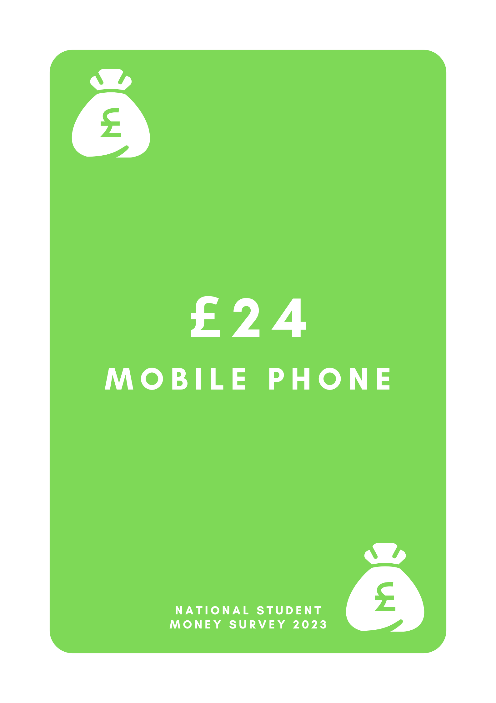 £
£24
MOBILE PHONE
NATIONAL STUDENT
MONEY SURVEY 2023
£